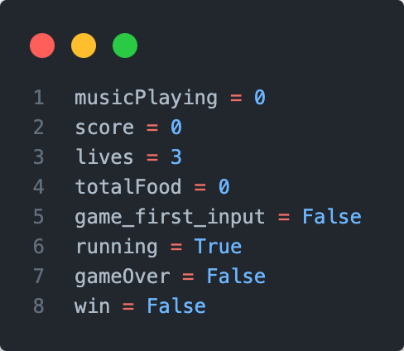 1 musicPlaying = 0
2 score = 0
3 lives = 3
4 totalFood = 0
5 game_first_input = False
6 running = True
7 gameOver = False
8 win = False